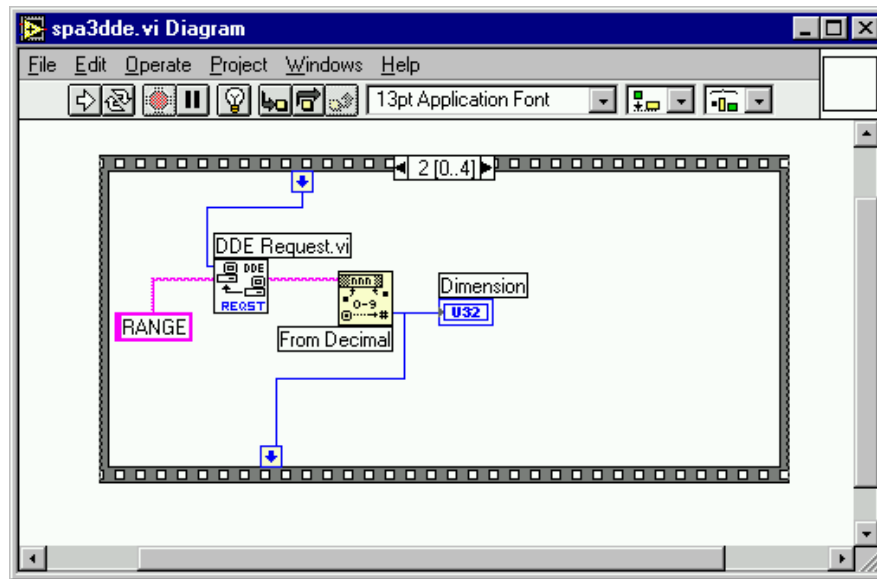 spa3dde.vi Diagram
File Edit Operate Project Windows Help
13pt Application Font
2 [0..4]
DDE Request.vi
DDE
REQST
nnn
0-9
#
Dimension
U32
RANGE
From Decimal